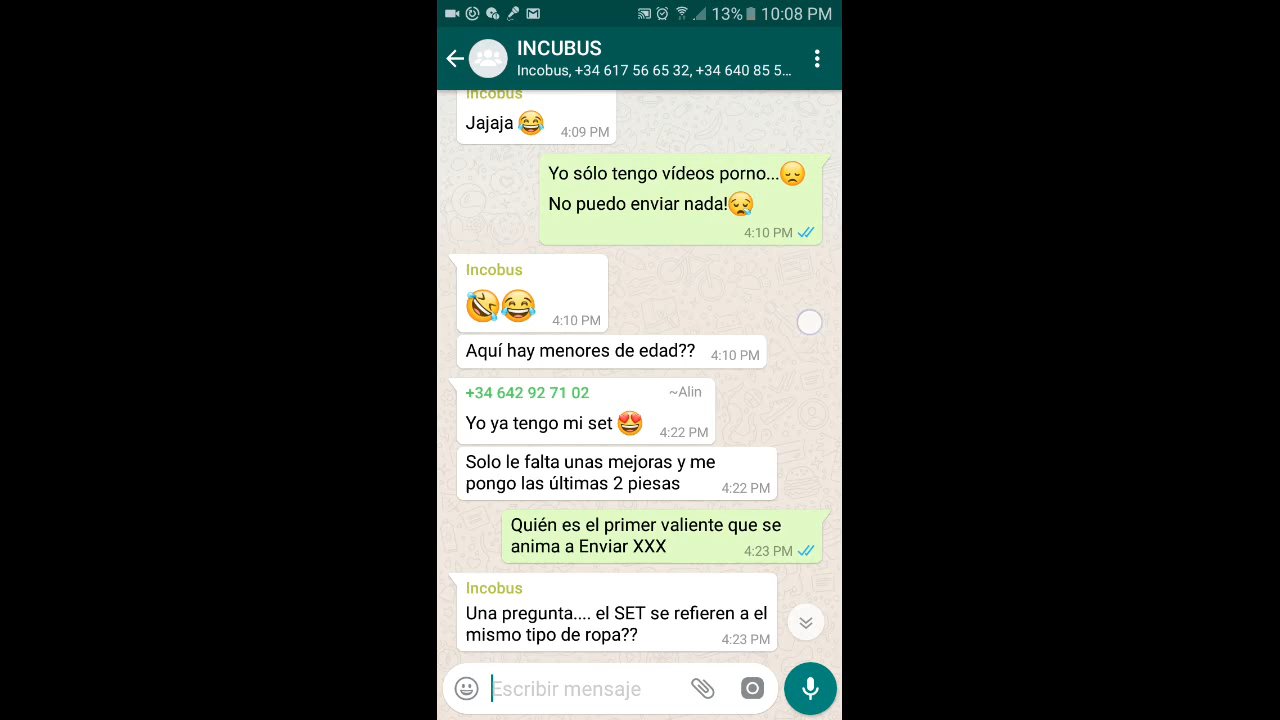 13% 10:08 PM
INCUBUS
Incobus, +34 617 56 65 32, +34 640 85 5...
Incobus
Jajaja 😂
4:09 PM
Yo sólo tengo vídeos porno...😞
No puedo enviar nada!😢
4:10 PM
Incobus
🤣😂
4:10 PM
Aquí hay menores de edad??
4:10 PM
+34 642 92 71 02 ~Alin
Yo ya tengo mi set 😍
4:22 PM
Solo le falta unas mejoras y me
pongo las últimas 2 piesas
4:22 PM
Quién es el primer valiente que se
anima a Enviar XXX
4:23 PM
Incobus
Una pregunta.... el SET se refieren a el
mismo tipo de ropa??
4:23 PM
Escribir mensaje